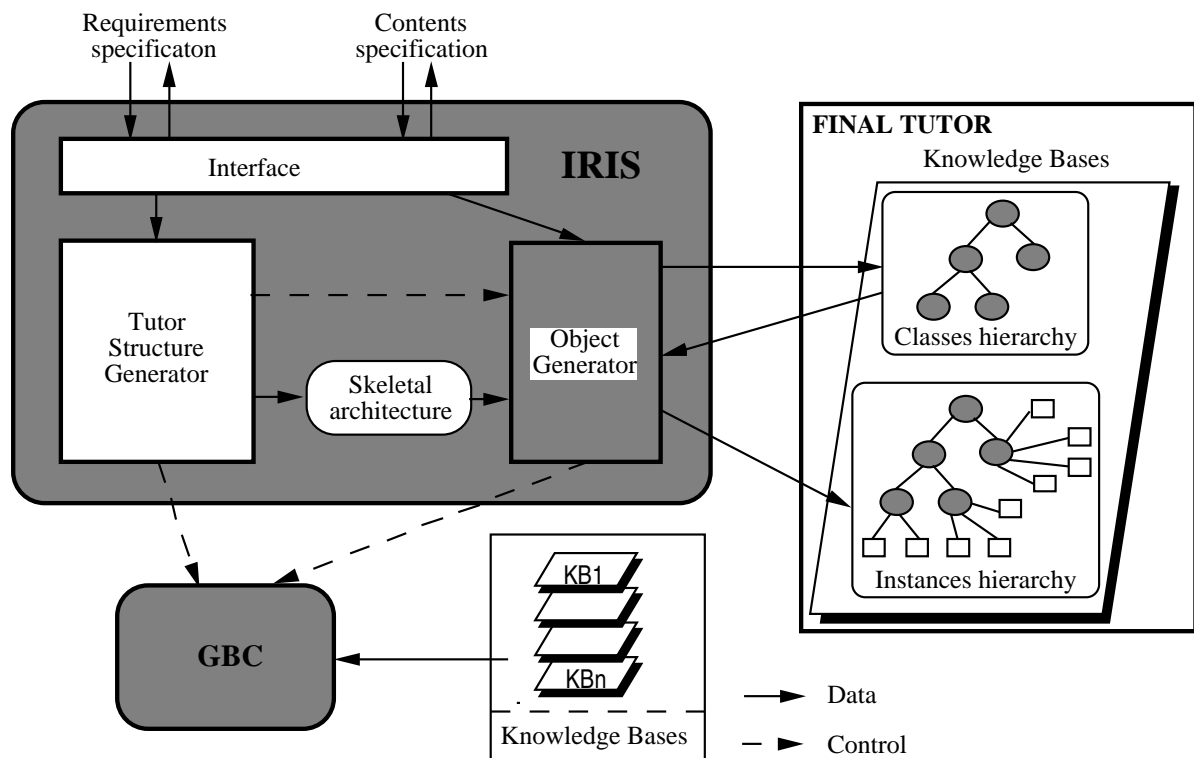 Requirements
specificaton
Contents
specification
IRIS
Interface
Tutor
Structure
Generator
Skeletal
architecture
Object
Generator
FINAL TUTOR
Knowledge Bases
Classes hierarchy
Instances hierarchy
GBC
KB1
KBn
Knowledge Bases
Data
Control